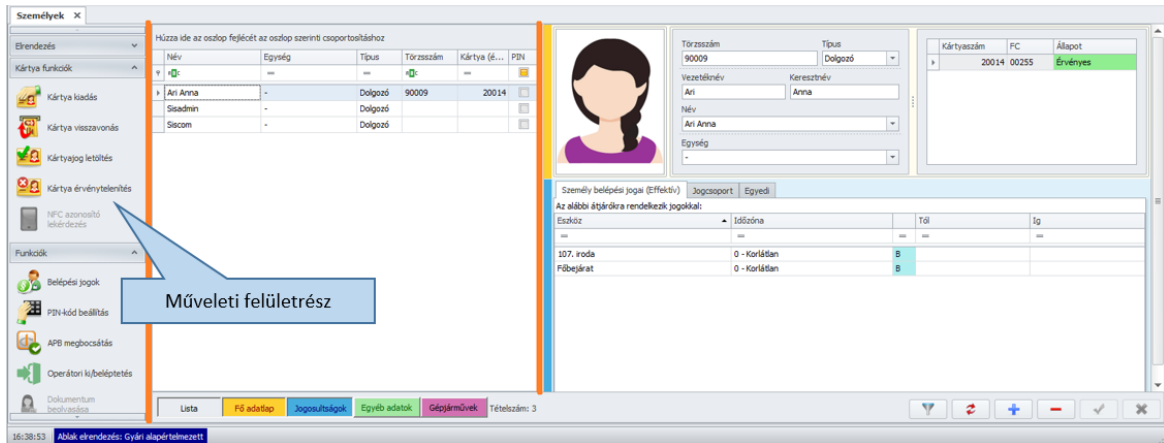 Személyek
Elrendezés
Kártya funkciók
Kártya kiadás
Kártya visszavonás
Kártyajog letöltés
Kártya érvénytelenítés
NFC azonosító
lekérdezés
Funkciók
Belépési jogok
PIN-kód beállítás
APB megbocsátás
Operátori ki/beléptetés
Dokumentum
beolvasása
Műveleti felületrész
Húzza ide az oszlop fejlécét az oszlop szerinti csoportosításhoz
Név Egység Típus Törzsszám Kártya (é... PIN
Ari Anna - Dolgozó 90009 20014
Sisadmin Dolgozó
Siscom Dolgozó
Törzsszám Típus
90009 Dolgozó
Vezetéknév Keresztnév
Ari Anna
Név
Ari Anna
Egység
-
Kártyaszám FC Állapot
20014 00255 Érvényes
Személy belépési jogai (Effektív) Jogcsoport Egyedi
Az alábbi átjárókra rendelkezik jogokkal:
Eszköz Időzóna Tól Ig
107. iroda 0 - Korlátlan B
Főbejárat 0 - Korlátlan B
Lista Fő adatlap Jogosultságok Egyéb adatok Gépjárművek Tételszám: 3
16:38:53 Ablak elrendezés: Gyári alapértelmezett